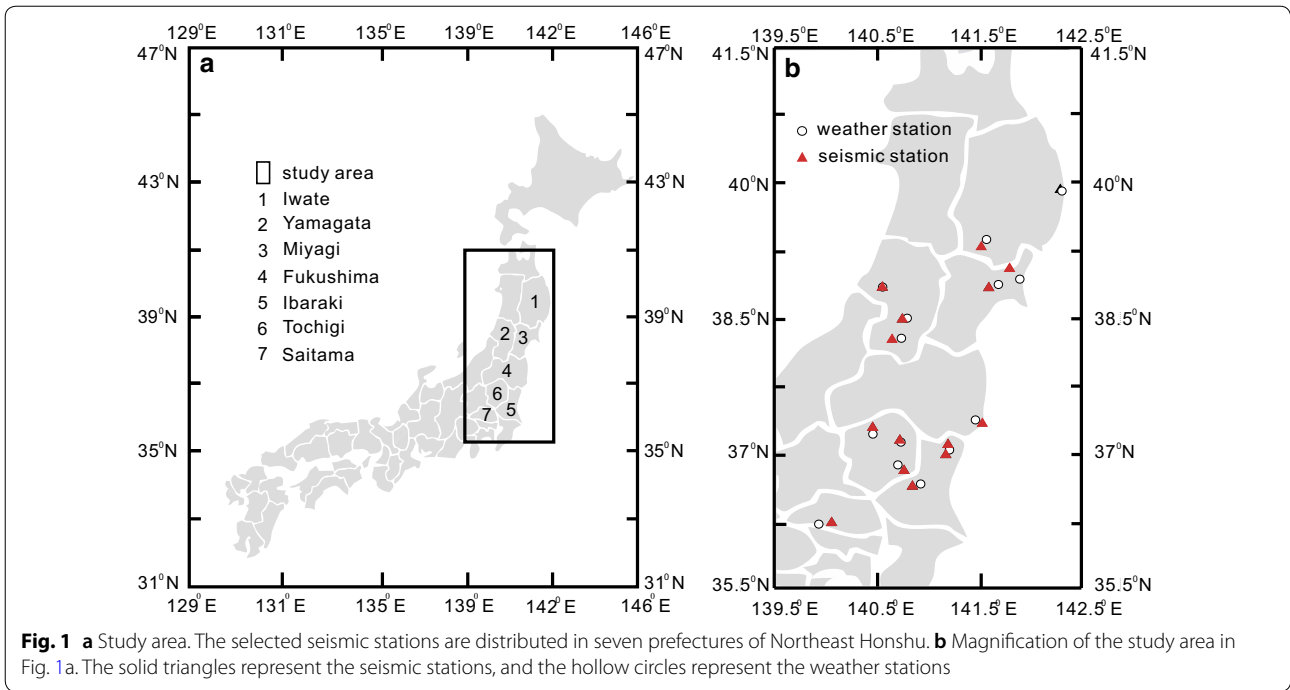 129°E 131°E 135°E 139°E 142°E 146°E
47°N 47°N
a
study area
1 Iwate
2 Yamagata
3 Miyagi
4 Fukushima
5 Ibaraki
6 Tochigi
7 Saitama
43°N 43°N
39°N 39°N
35°N 35°N
31°N 31°N
1
2
3
4
6
7
5
129°E 131°E 135°E 139°E 142°E 146°E
139.5°E 140.5°E 141.5°E 142.5°E
41.5°N 41.5°N
b
weather station
seismic station
40°N 40°N
38.5°N 38.5°N
37°N 37°N
35.5°N 35.5°N
139.5°E 140.5°E 141.5°E 142.5°E
Fig. 1 a Study area. The selected seismic stations are distributed in seven prefectures of Northeast Honshu. b Magnification of the study area in
Fig. 1a. The solid triangles represent the seismic stations, and the hollow circles represent the weather stations